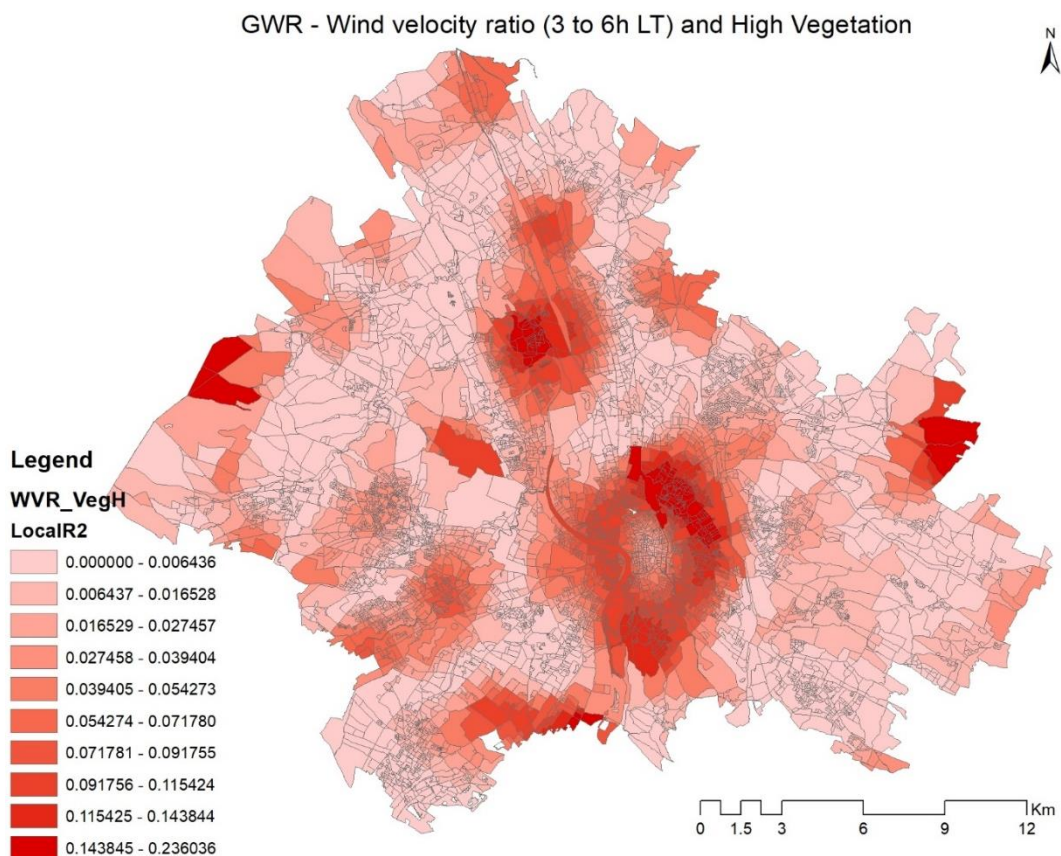 GWR - Wind velocity ratio (3 to 6h LT) and High Vegetation
N
Legend
WVR_VegH
LocalR2
0.000000 - 0.006436
0.006437 - 0.016528
0.016529 - 0.027457
0.027458 - 0.039404
0.039405 - 0.054273
0.054274 - 0.071780
0.071781 - 0.091755
0.091756 - 0.115424
0.115425 - 0.143844
0.143845 - 0.236036
Km
0 1.5 3 6 9 12